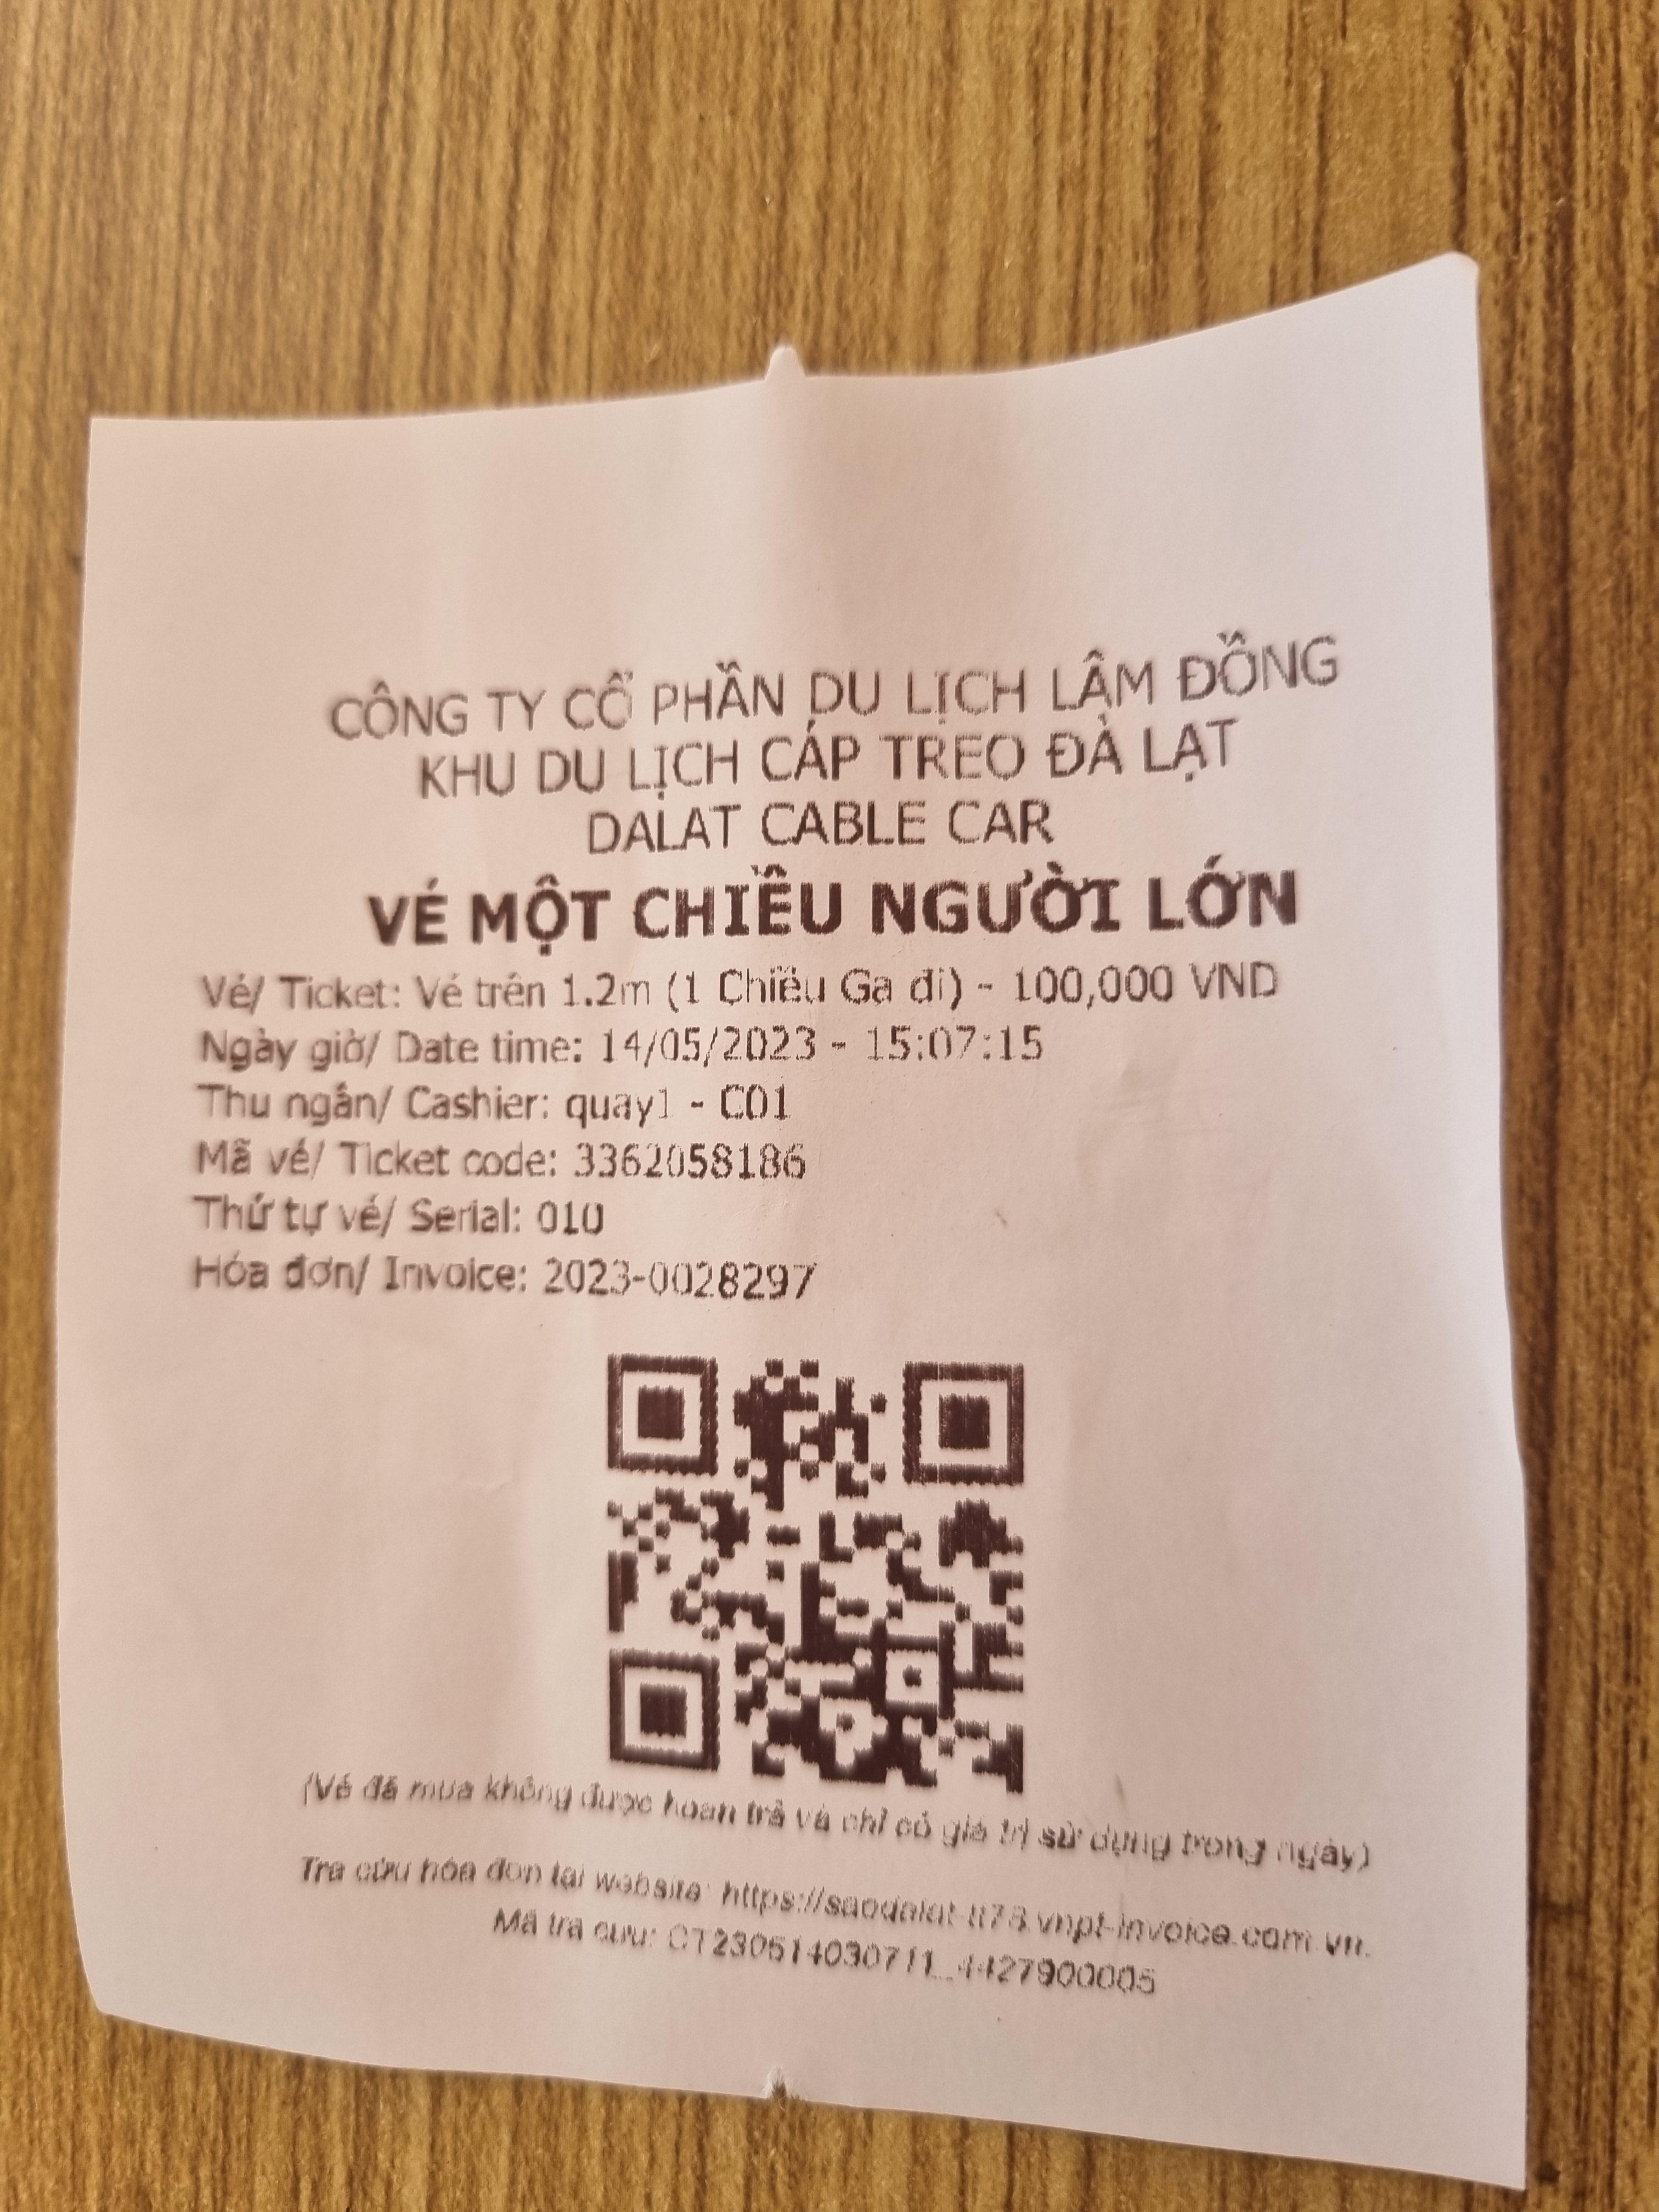 CÔNG TY CỔ PHẦN DU LỊCH LÂM ĐỒNG
KHU DU LỊCH CÁP TREO ĐÀ LẠT
DALAT CABLE CAR
VÉ MỘT CHIỀU NGƯỜI LỚN
Vé/ Ticket: Vé trên 1.2m (1 Chiều Ga đi) - 100,000 VND
Ngày giờ/ Date time: 14/05/2023 - 15:07:15
Thu ngân/ Cashier: quay1 - C01
Mã vé/ Ticket code: 3362058186
Thứ tự vé/ Serial: 010
Hóa đơn/ Invoice: 2023-0028297
(Vé đã mua không được hoàn trả và chỉ có giá trị sử dụng trong ngày)
Tra cứu hóa đơn tại website: https://saodalat-tt78.vnpt-invoice.com.vn.
Mã tra cứu: CT230514030711_4427900005